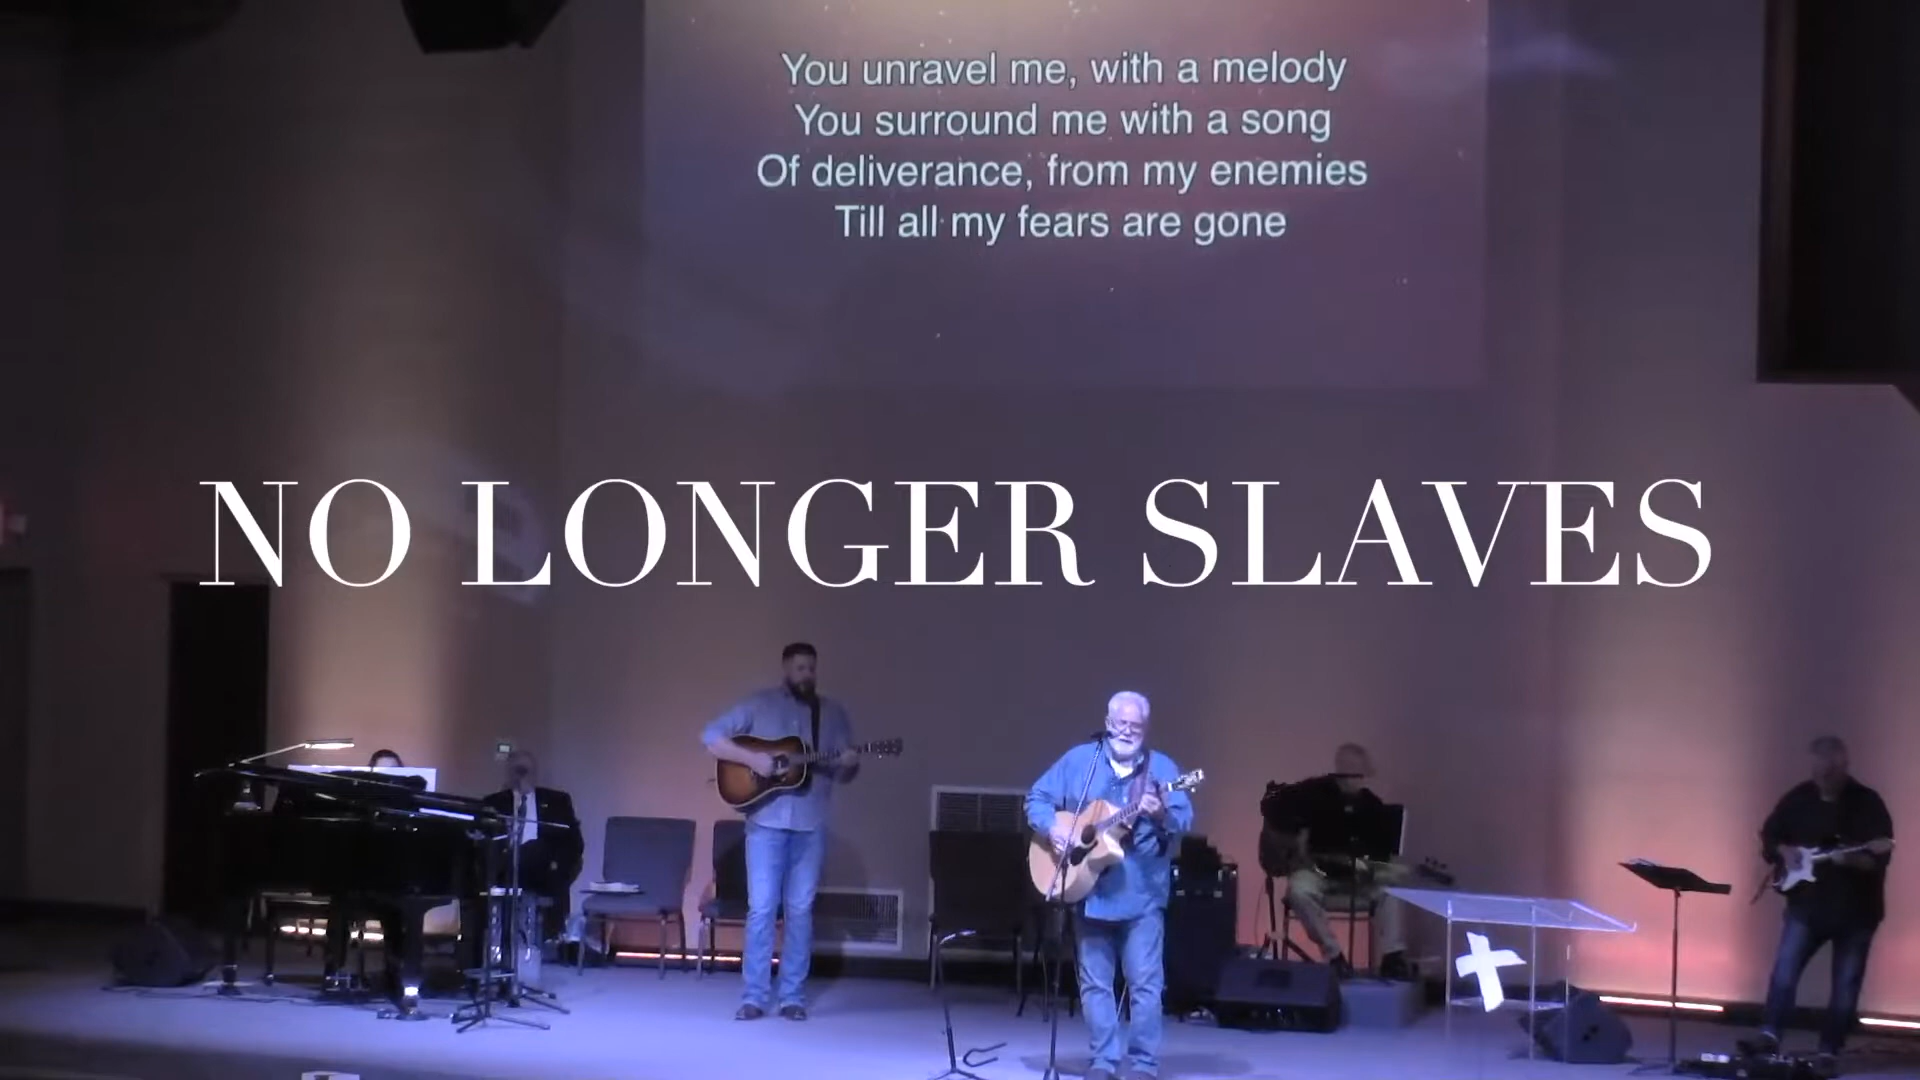 You unravel me, with a melody
You surround me with a song
Of deliverance, from my enemies
Till all my fears are gone
NO LONGER SLAVES